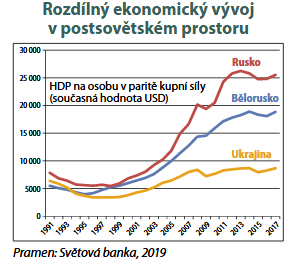 Rozdílný ekonomický vývoj
v postsovětském prostoru
30 000
25 000
20 000
15 000
10 000
5000
0
HDP na osobu v paritě kupní síly
(současná hodnota USD)
Rusko
Bělorusko
Ukrajina
1991
1993
1995
1997
1999
2001
2003
2005
2007
2009
2011
2013
2015
2017
Pramen: Světová banka, 2019